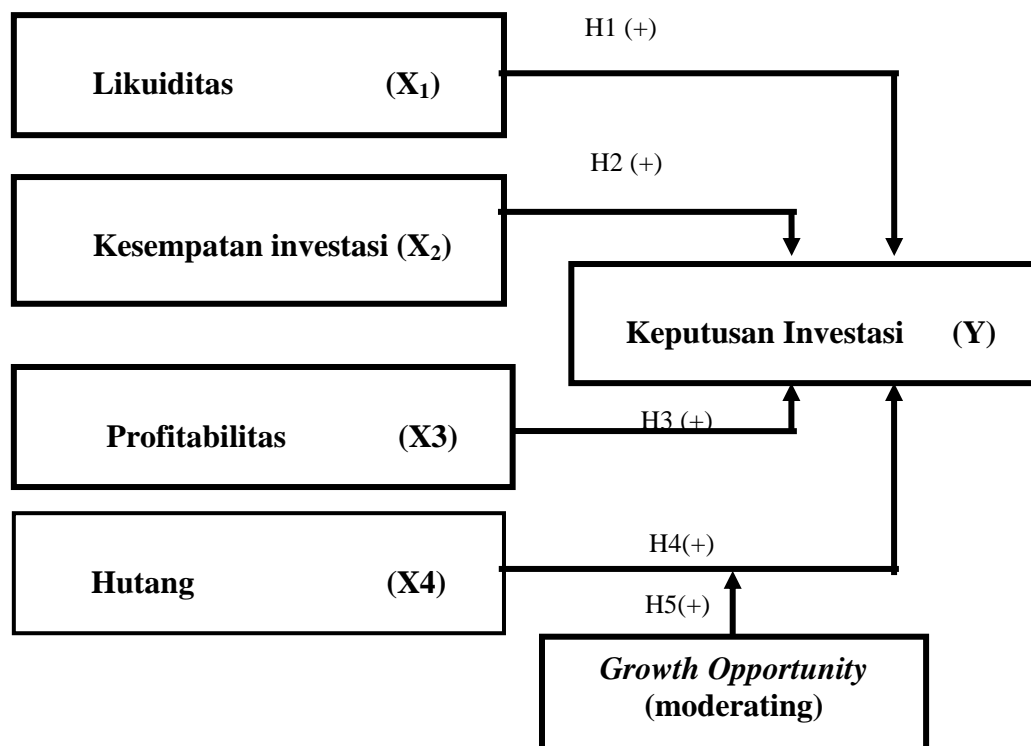 H1 (+)
Likuiditas (X₁)
H2 (+)
Kesempatan investasi (X₂)
Keputusan Investasi (Y)
H3 (+)
Profitabilitas (X3)
H4(+)
Hutang (X4)
H5(+)
Growth Opportunity
(moderating)